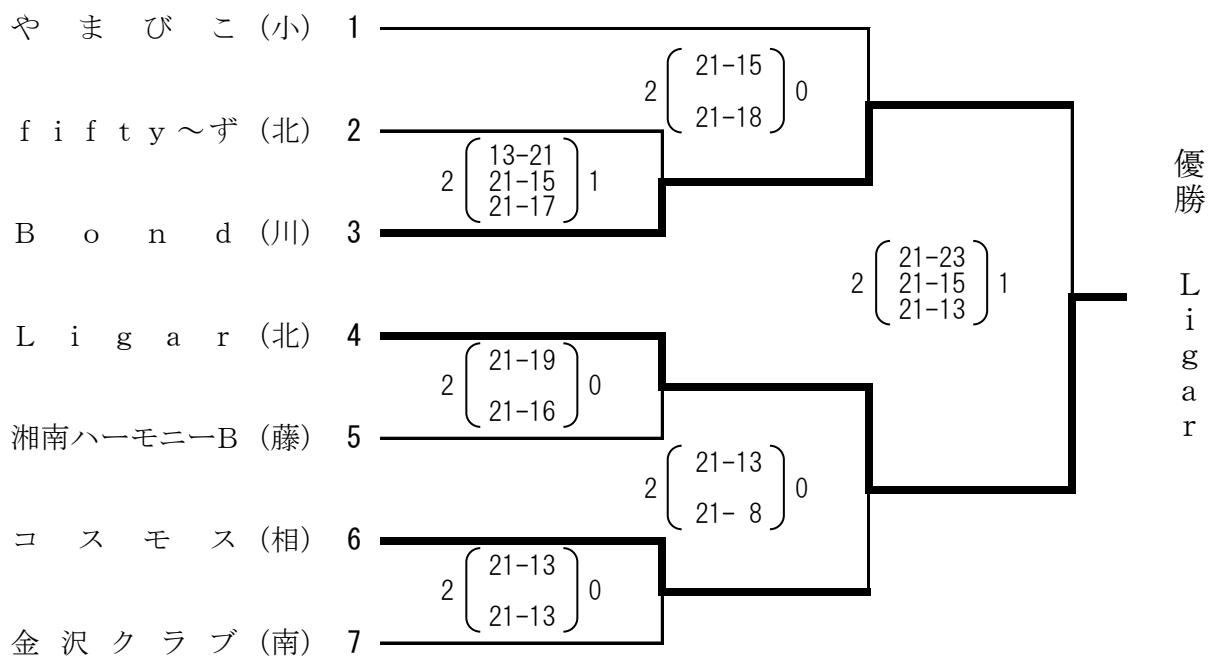 やまびこ (小) 1
2 21-15 0
21-18
fifty～ず (北) 2
2 13-21 1
21-15
21-17
Bond (川) 3
優勝 Ligar
2 21-23 1
21-15
21-13
Ligar (北) 4
2 21-19 0
21-16
湘南ハーモニーB (藤) 5
2 21-13 0
21- 8
コスモス (相) 6
2 21-13 0
21-13
金沢クラブ (南) 7